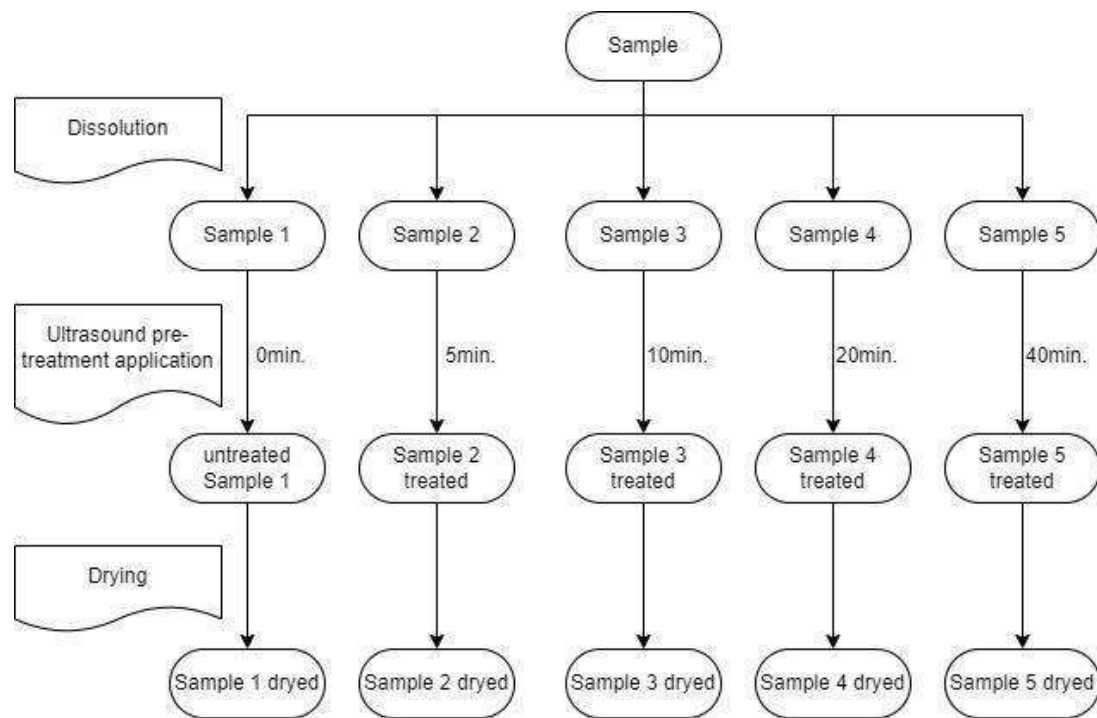 Sample
Dissolution
Sample 1
Sample 2
Sample 3
Sample 4
Sample 5
Ultrasound pre-
treatment application
0min.
5min.
10min.
20min.
40min.
untreated
Sample 1
Sample 2
treated
Sample 3
treated
Sample 4
treated
Sample 5
treated
Drying
Sample 1 dryed
Sample 2 dryed
Sample 3 dryed
Sample 4 dryed
Sample 5 dryed